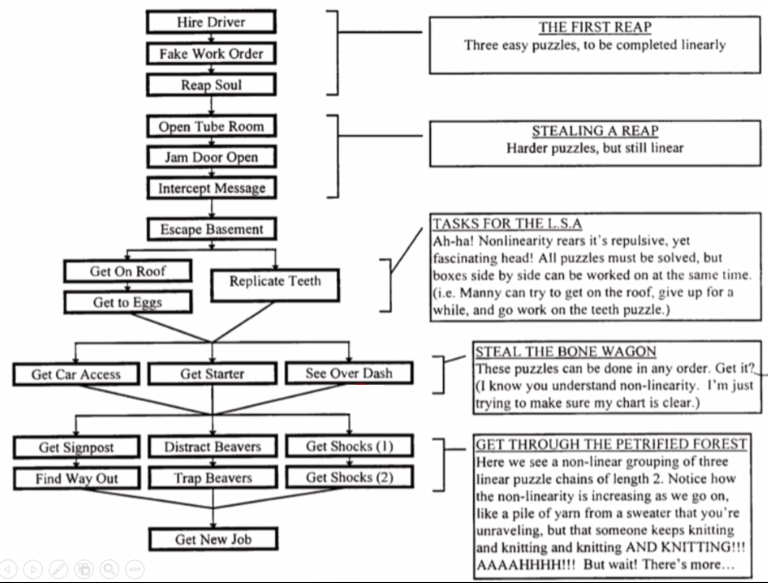 Hire Driver
Fake Work Order
Reap Soul
THE FIRST REAP
Three easy puzzles, to be completed linearly
Open Tube Room
Jam Door Open
Intercept Message
STEALING A REAP
Harder puzzles, but still linear
Escape Basement
Get On Roof
Get to Eggs
Replicate Teeth
TASKS FOR THE L.S.A
Ah-ha! Nonlinearity rears it's repulsive, yet
fascinating head! All puzzles must be solved, but
boxes side by side can be worked on at the same time.
(i.e. Manny can try to get on the roof, give up for a
while, and go work on the teeth puzzle.)
Get Car Access
Get Starter
See Over Dash
STEAL THE BONE WAGON
These puzzles can be done in any order. Get it?
(I know you understand non-linearity. I'm just
trying to make sure my chart is clear.)
Get Signpost
Distract Beavers
Get Shocks (1)
Find Way Out
Trap Beavers
Get Shocks (2)
GET THROUGH THE PETRIFIED FOREST
Here we see a non-linear grouping of three
linear puzzle chains of length 2. Notice how
the non-linearity is increasing as we go on,
like a pile of yarn from a sweater that you're
unraveling, but that someone keeps knitting
and knitting and knitting AND KNITTING!!!
AAAAHHHH!!! But wait! There's more…
Get New Job